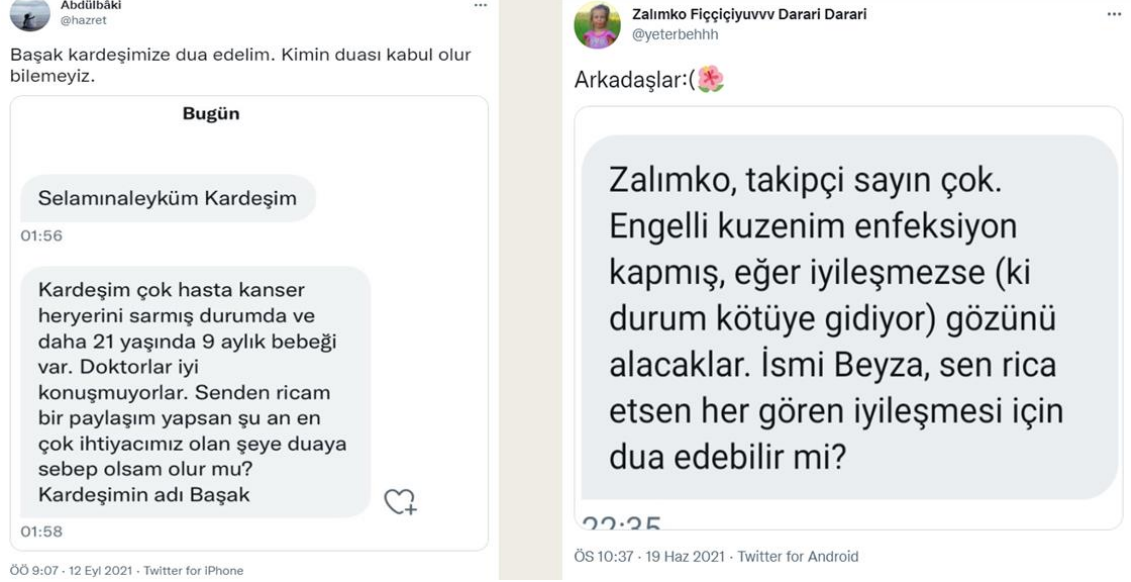 Abdülbâki
@hazret
Başak kardeşimize dua edelim. Kimin duası kabul olur
bilemeyiz.
Bugün
Selamınaleyküm Kardeşim
01:56
Kardeşim çok hasta kanser
heryerini sarmış durumda ve
daha 21 yaşında 9 aylık bebeği
var. Doktorlar iyi
konuşmuyorlar. Senden ricam
bir paylaşım yapsan şu an en
çok ihtiyacımız olan şeye duaya
sebep olsam olur mu?
Kardeşimin adı Başak
01:58
ÖÖ 9:07 · 12 Eyl 2021 · Twitter for iPhone
Zalımko Fiççiçiyuvvv Darari Darari
@yeterbehhh
Arkadaşlar:(🌺
Zalımko, takipçi sayın çok.
Engelli kuzenim enfeksiyon
kapmış, eğer iyileşmezse (ki
durum kötüye gidiyor) gözünü
alacaklar. İsmi Beyza, sen rica
etsen her gören iyileşmesi için
dua edebilir mi?
22:35
ÖS 10:37 · 19 Haz 2021 · Twitter for Android